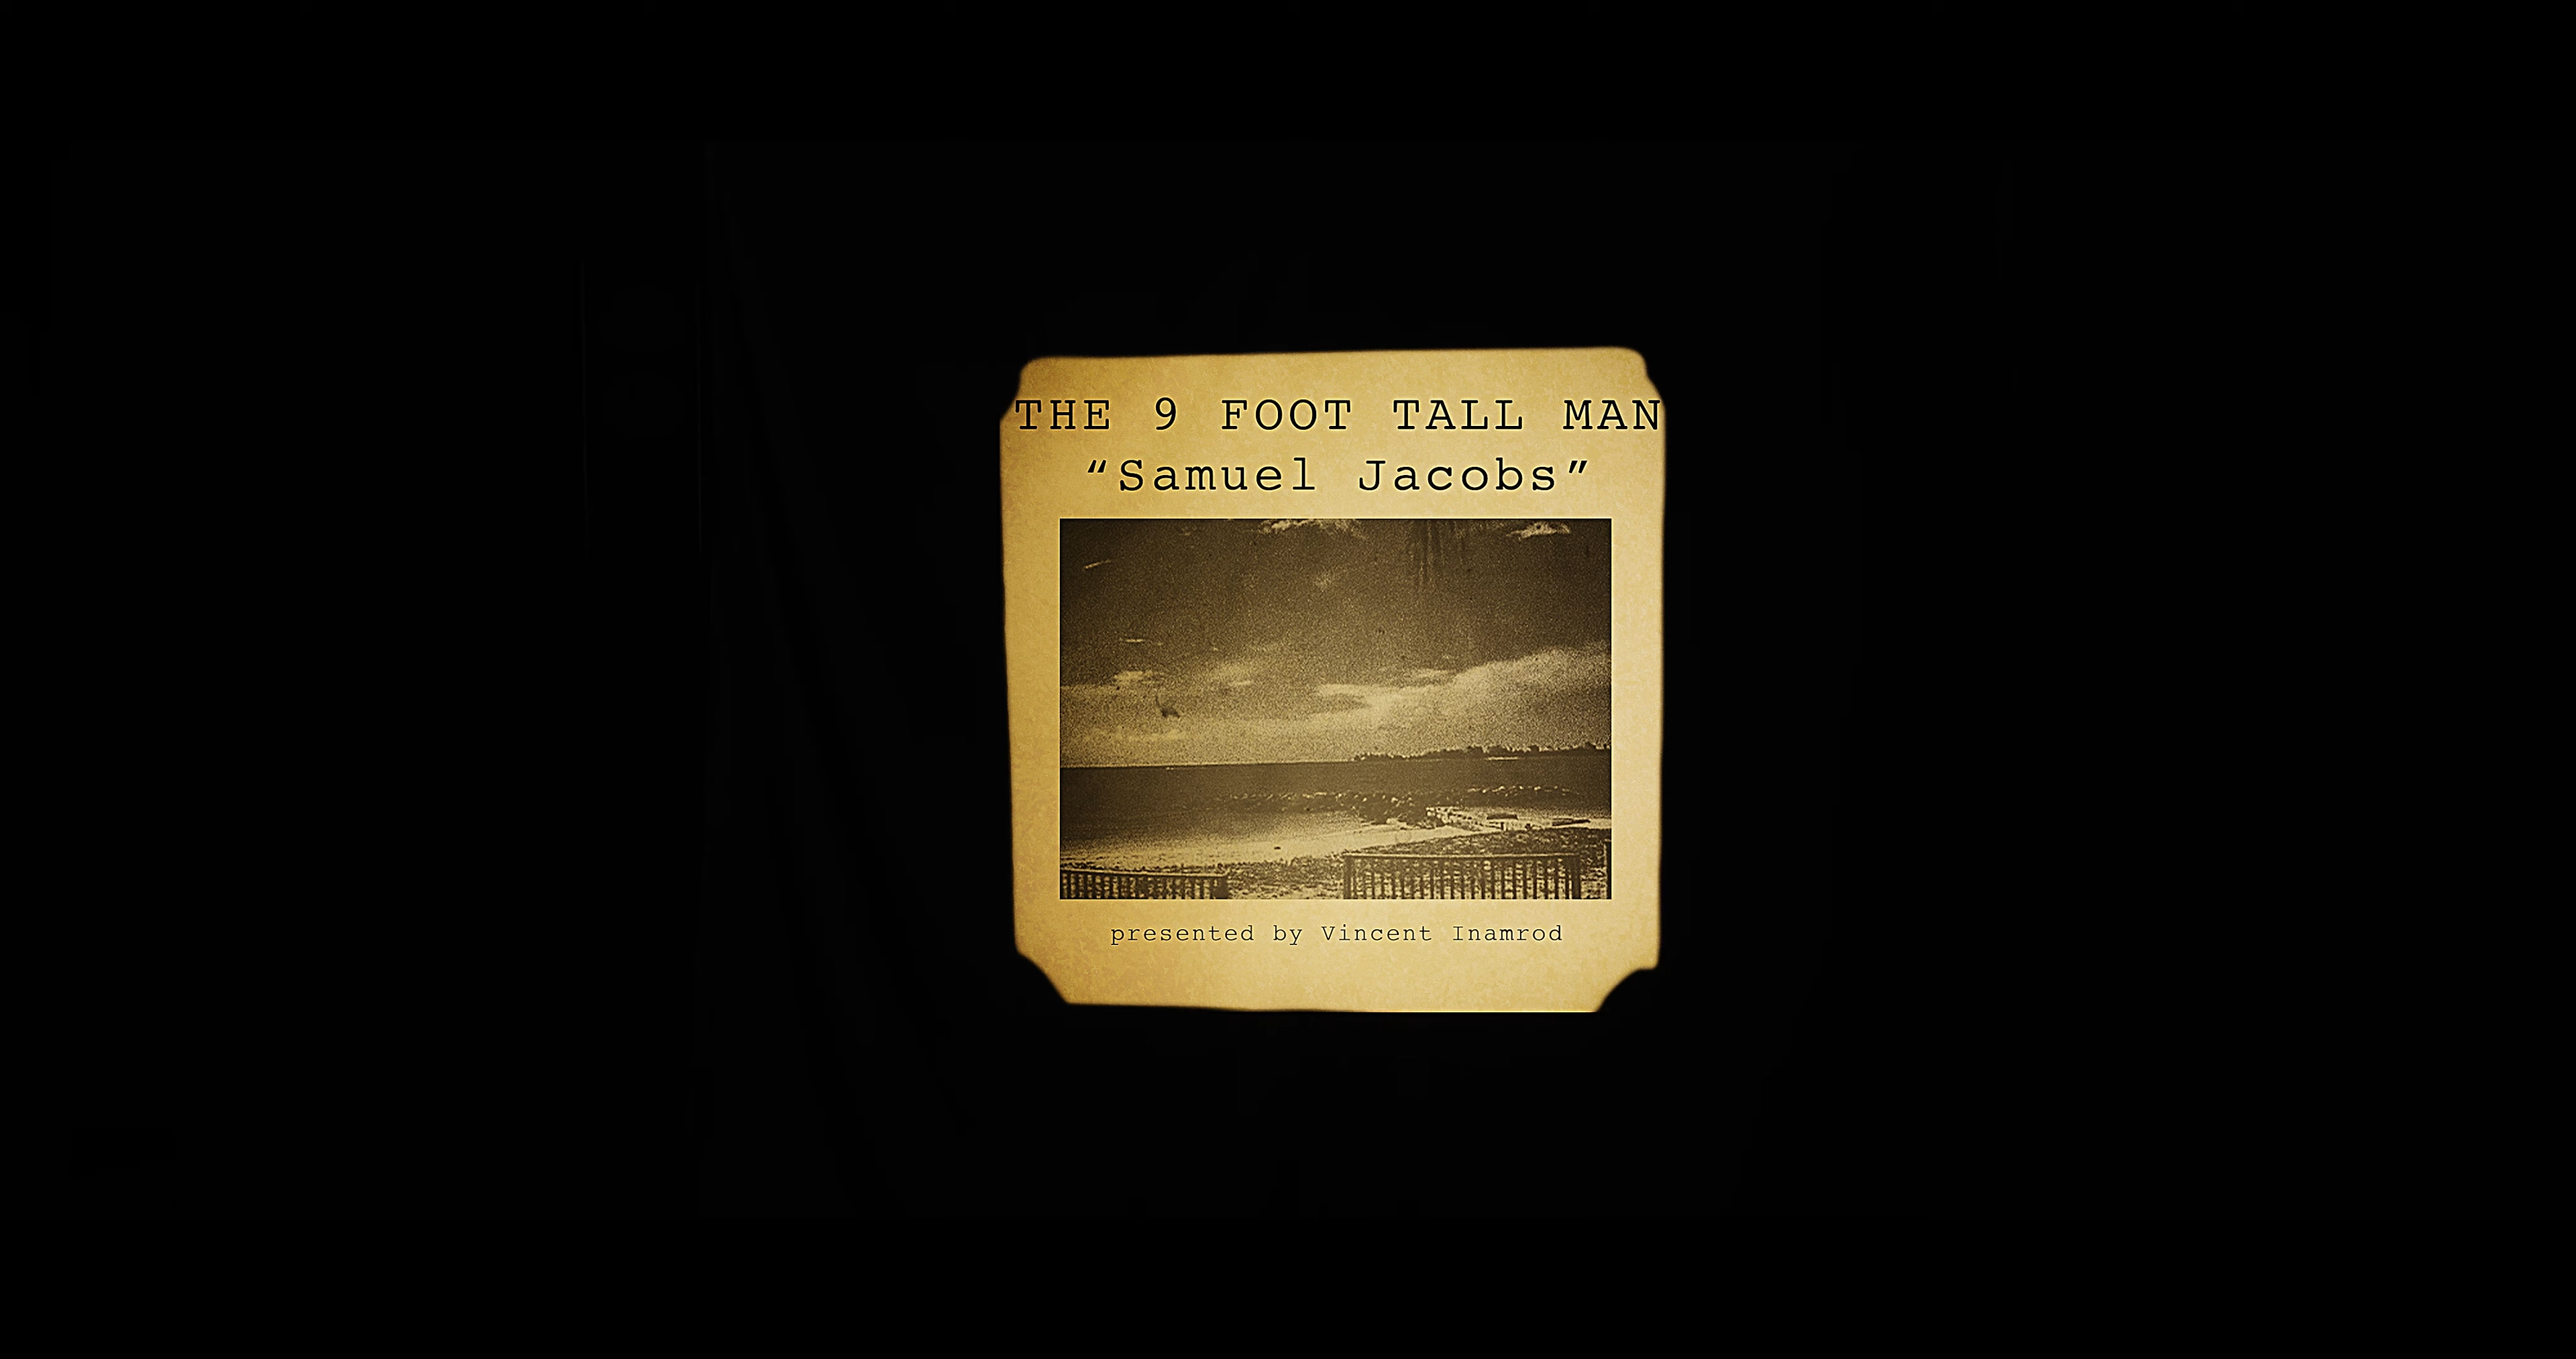 THE 9 FOOT TALL MAN
“Samuel Jacobs”
presented by Vincent Inamrod